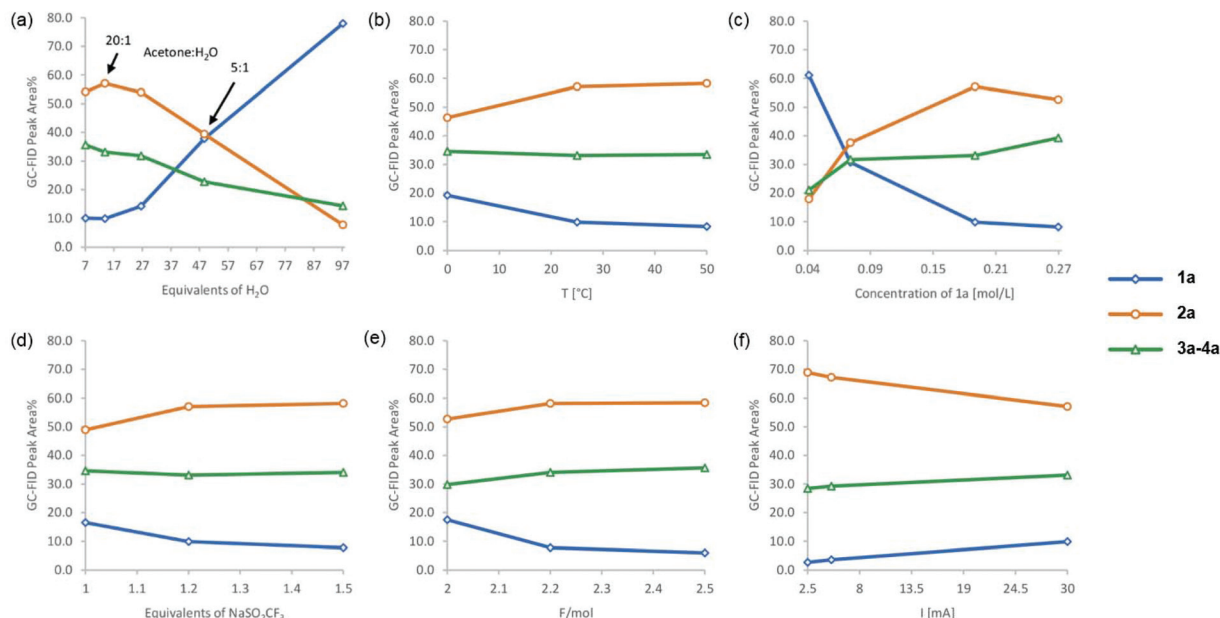 (a)
80.0
70.0
60.0
50.0
40.0
30.0
20.0
10.0
0.0
GC-FID Peak Area%
20:1
Acetone:H₂O
5:1
7 17 27 37 47 57 67 77 87 97
Equivalents of H₂O
(b)
80.0
70.0
60.0
50.0
40.0
30.0
20.0
10.0
0.0
GC-FID Peak Area%
0 10 20 30 40 50
T [°C]
(c)
80.0
70.0
60.0
50.0
40.0
30.0
20.0
10.0
0.0
GC-FID Peak Area%
0.04 0.09 0.15 0.21 0.27
Concentration of 1a [mol/L]
1a
2a
3a-4a
(d)
80.0
70.0
60.0
50.0
40.0
30.0
20.0
10.0
0.0
GC-FID Peak Area%
1 1.1 1.2 1.3 1.4 1.5
Equivalents of NaSO₂CF₃
(e)
80.0
70.0
60.0
50.0
40.0
30.0
20.0
10.0
0.0
GC-FID Peak Area%
2 2.1 2.2 2.3 2.4 2.5
F/mol
(f)
80.0
70.0
60.0
50.0
40.0
30.0
20.0
10.0
0.0
GC-FID Peak Area%
2.5 8 13.5 19 24.5 30
I [mA]